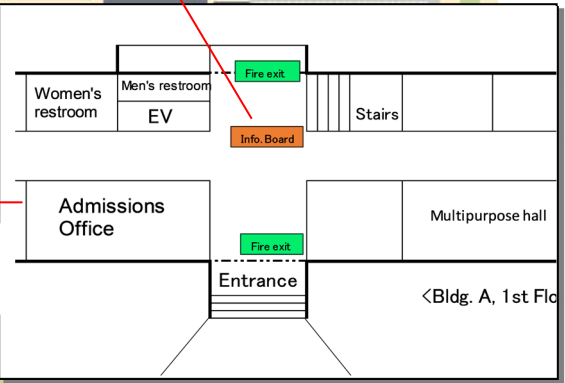 Fire exit
Women's
restroom
Men's restroom
EV
Stairs
Info. Board
Admissions
Office
Multipurpose hall
Fire exit
Entrance
<Bldg. A, 1st Flo